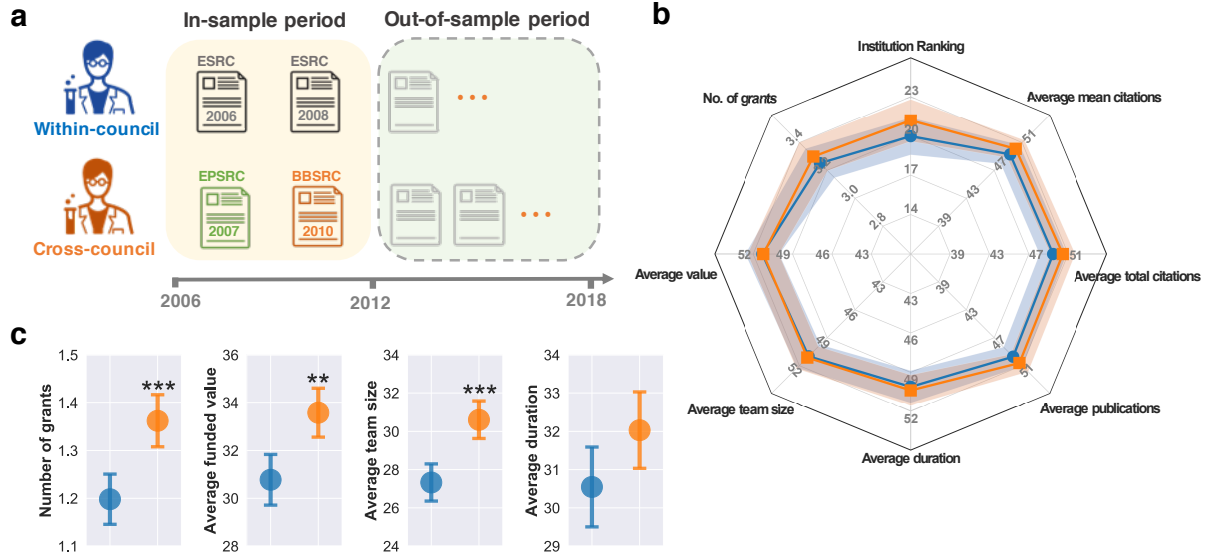 a
In-sample period
Out-of-sample period
ESRC
ESRC
2006
2008
Within-council
EPSRC
BBSRC
2007
2010
Cross-council
2006
2012
2018
b
Institution Ranking
No. of grants
Average mean citations
23
20
17
14
3.4
3.0
2.8
51
47
43
39
Average value
52
49
46
43
39
43
47
51
Average total citations
43
46
49
52
43
46
49
52
39
43
47
51
Average team size
Average publications
Average duration
c
Number of grants
1.5
1.4
1.3
1.2
1.1
***
Average funded value
36
34
32
30
28
**
Average team size
34
32
30
28
26
24
***
Average duration
34
33
32
31
30
29